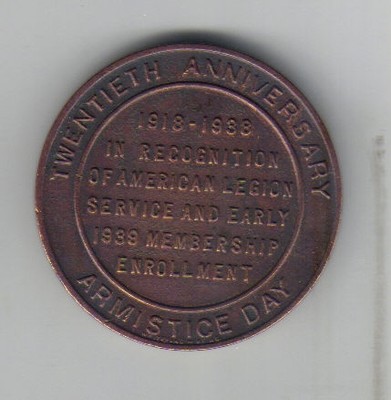 TWENTIETH ANNIVERSARY
1918-1938
IN RECOGNITION
OF AMERICAN LEGION
SERVICE AND EARLY
1939 MEMBERSHIP
ENROLLMENT
ARMISTICE DAY